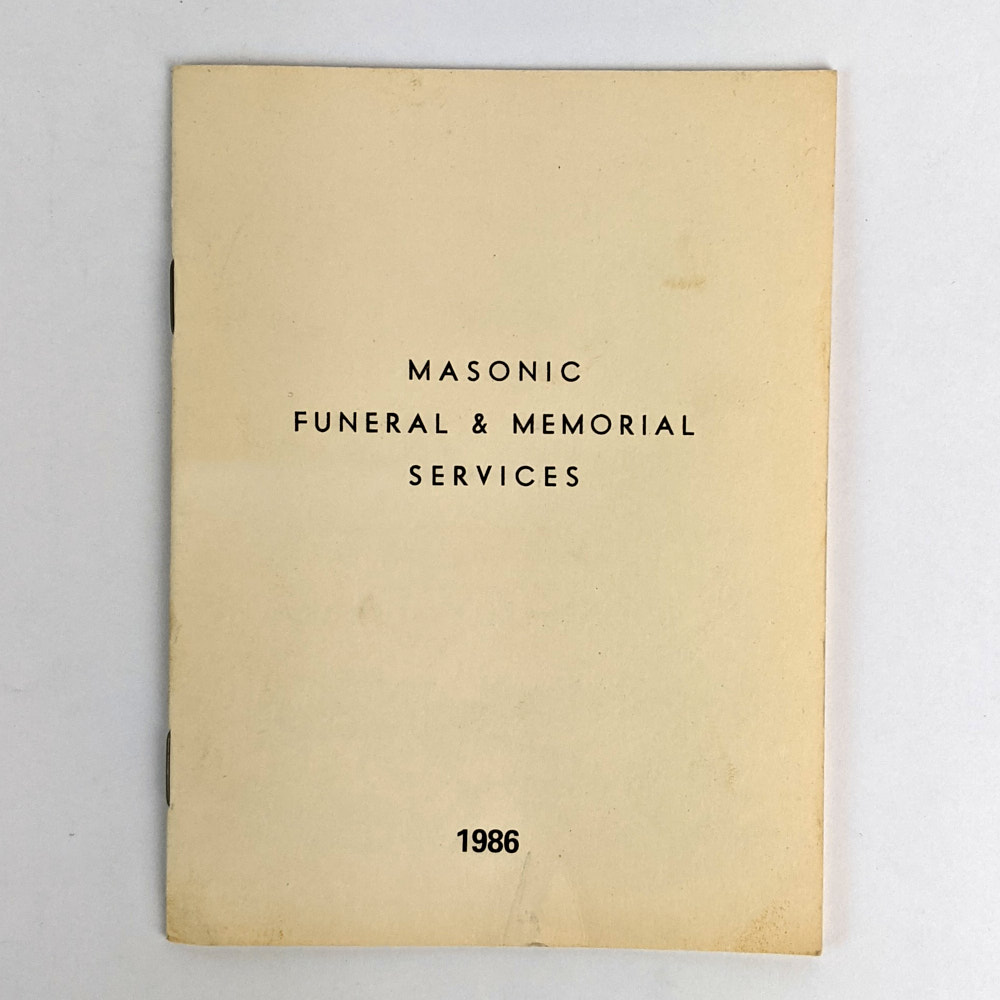 MASONIC
FUNERAL & MEMORIAL
SERVICES
1986